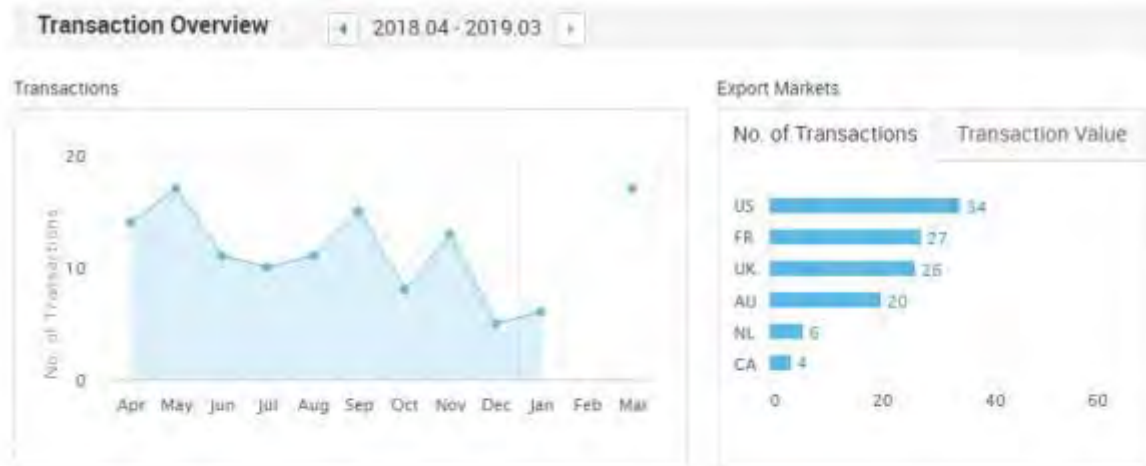 Transaction Overview
2018.04 - 2019.03
Transactions
20
10
0
No. of Transactions
Apr May Jun Jul Aug Sep Oct Nov Dec Jan Feb Mar
Export Markets
No. of Transactions
Transaction Value
US 34
FR 27
UK 26
AU 20
NL 6
CA 4
0 20 40 60